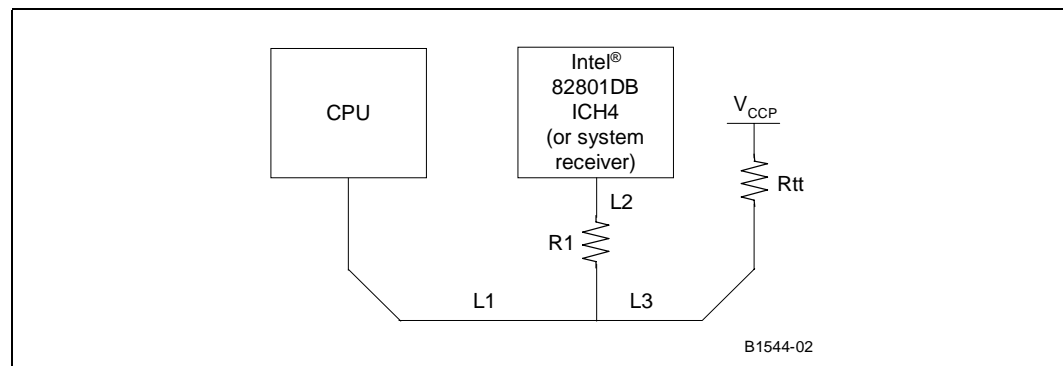 CPU
Intel®
82801DB
ICH4
(or system
receiver)
VCCP
Rtt
L2
R1
L1
L3
B1544-02